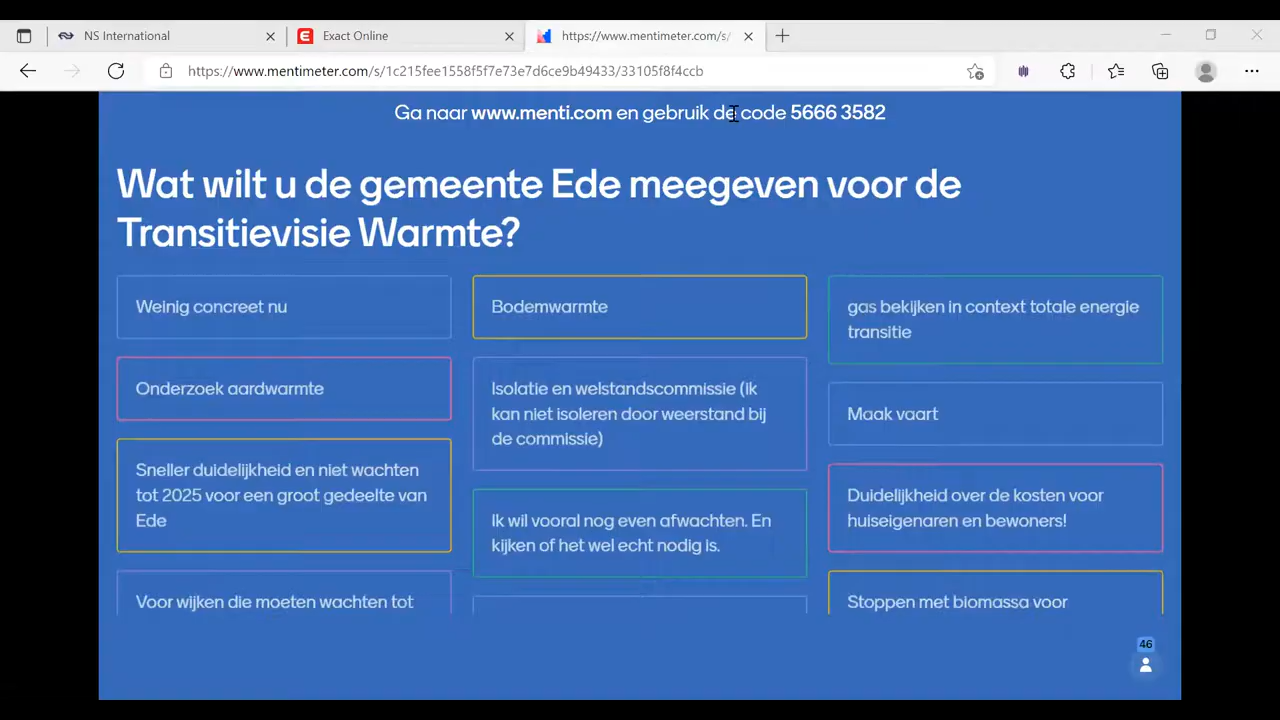 NS International
Exact Online
https://www.mentimeter.com/s/
https://www.mentimeter.com/s/1c215fee1558f5f7e73e7d6ce9b49433/33105f8f4ccb
Ga naar www.menti.com en gebruik de code 5666 3582
Wat wilt u de gemeente Ede meegeven voor de
Transitievisie Warmte?
Weinig concreet nu
Onderzoek aardwarmte
Sneller duidelijkheid en niet wachten
tot 2025 voor een groot gedeelte van
Ede
Voor wijken die moeten wachten tot
Bodemwarmte
Isolatie en welstandscommissie (Ik
kan niet isoleren door weerstand bij
de commissie)
Ik wil vooral nog even afwachten. En
kijken of het wel echt nodig is.
gas bekijken in context totale energie
transitie
Maak vaart
Duidelijkheid over de kosten voor
huiseigenaren en bewoners!
Stoppen met biomassa voor
46